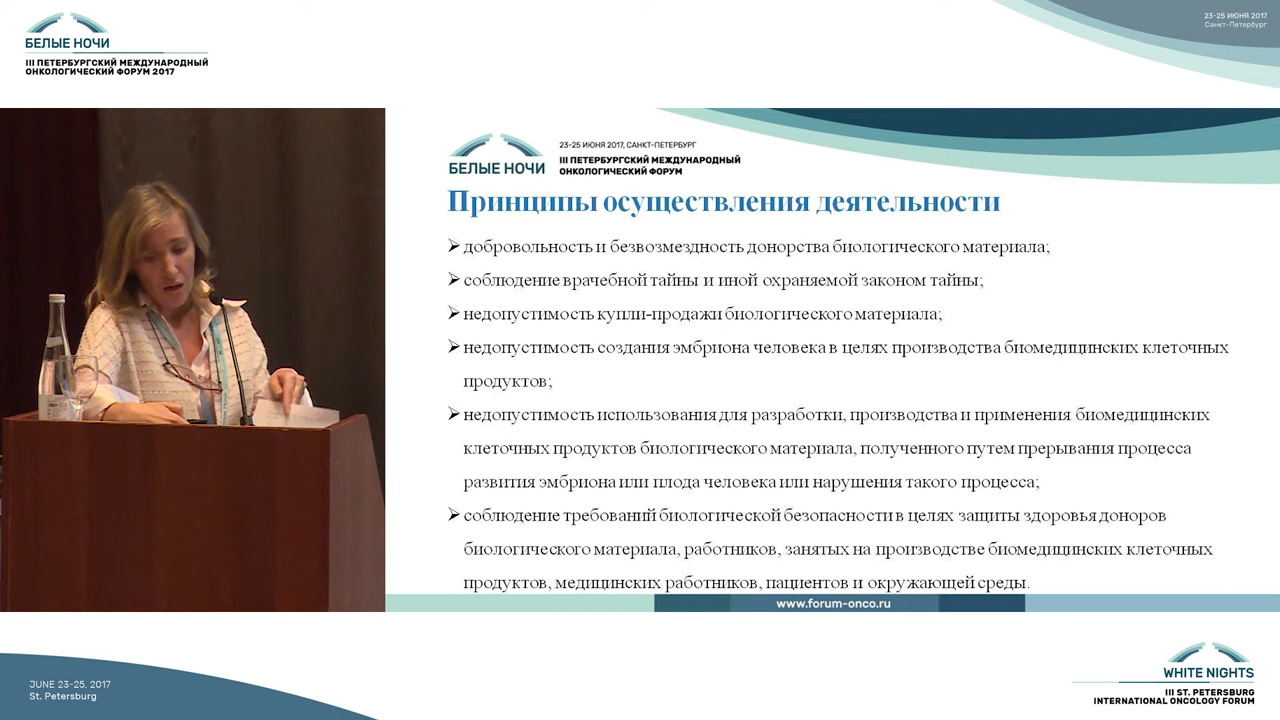 БЕЛЫЕ НОЧИ
III ПЕТЕРБУРГСКИЙ МЕЖДУНАРОДНЫЙ
ОНКОЛОГИЧЕСКИЙ ФОРУМ 2017
23-25 ИЮНЯ 2017
Санкт-Петербург
БЕЛЫЕ НОЧИ
23-25 ИЮНЯ 2017, САНКТ-ПЕТЕРБУРГ
III ПЕТЕРБУРГСКИЙ МЕЖДУНАРОДНЫЙ
ОНКОЛОГИЧЕСКИЙ ФОРУМ
Принципы осуществления деятельности
добровольность и безвозмездность донорства биологического материала;
соблюдение врачебной тайны и иной охраняемой законом тайны;
недопустимость купли-продажи биологического материала;
недопустимость создания эмбриона человека в целях производства биомедицинских клеточных
продуктов;
недопустимость использования для разработки, производства и применения биомедицинских
клеточных продуктов биологического материала, полученного путем прерывания процесса
развития эмбриона или плода человека или нарушения такого процесса;
соблюдение требований биологической безопасности в целях защиты здоровья доноров
биологического материала, работников, занятых на производстве биомедицинских клеточных
продуктов, медицинских работников, пациентов и окружающей среды.
www.forum-onco.ru
JUNE 23-25, 2017
St. Petersburg
WHITE NIGHTS
III ST. PETERSBURG
INTERNATIONAL ONCOLOGY FORUM